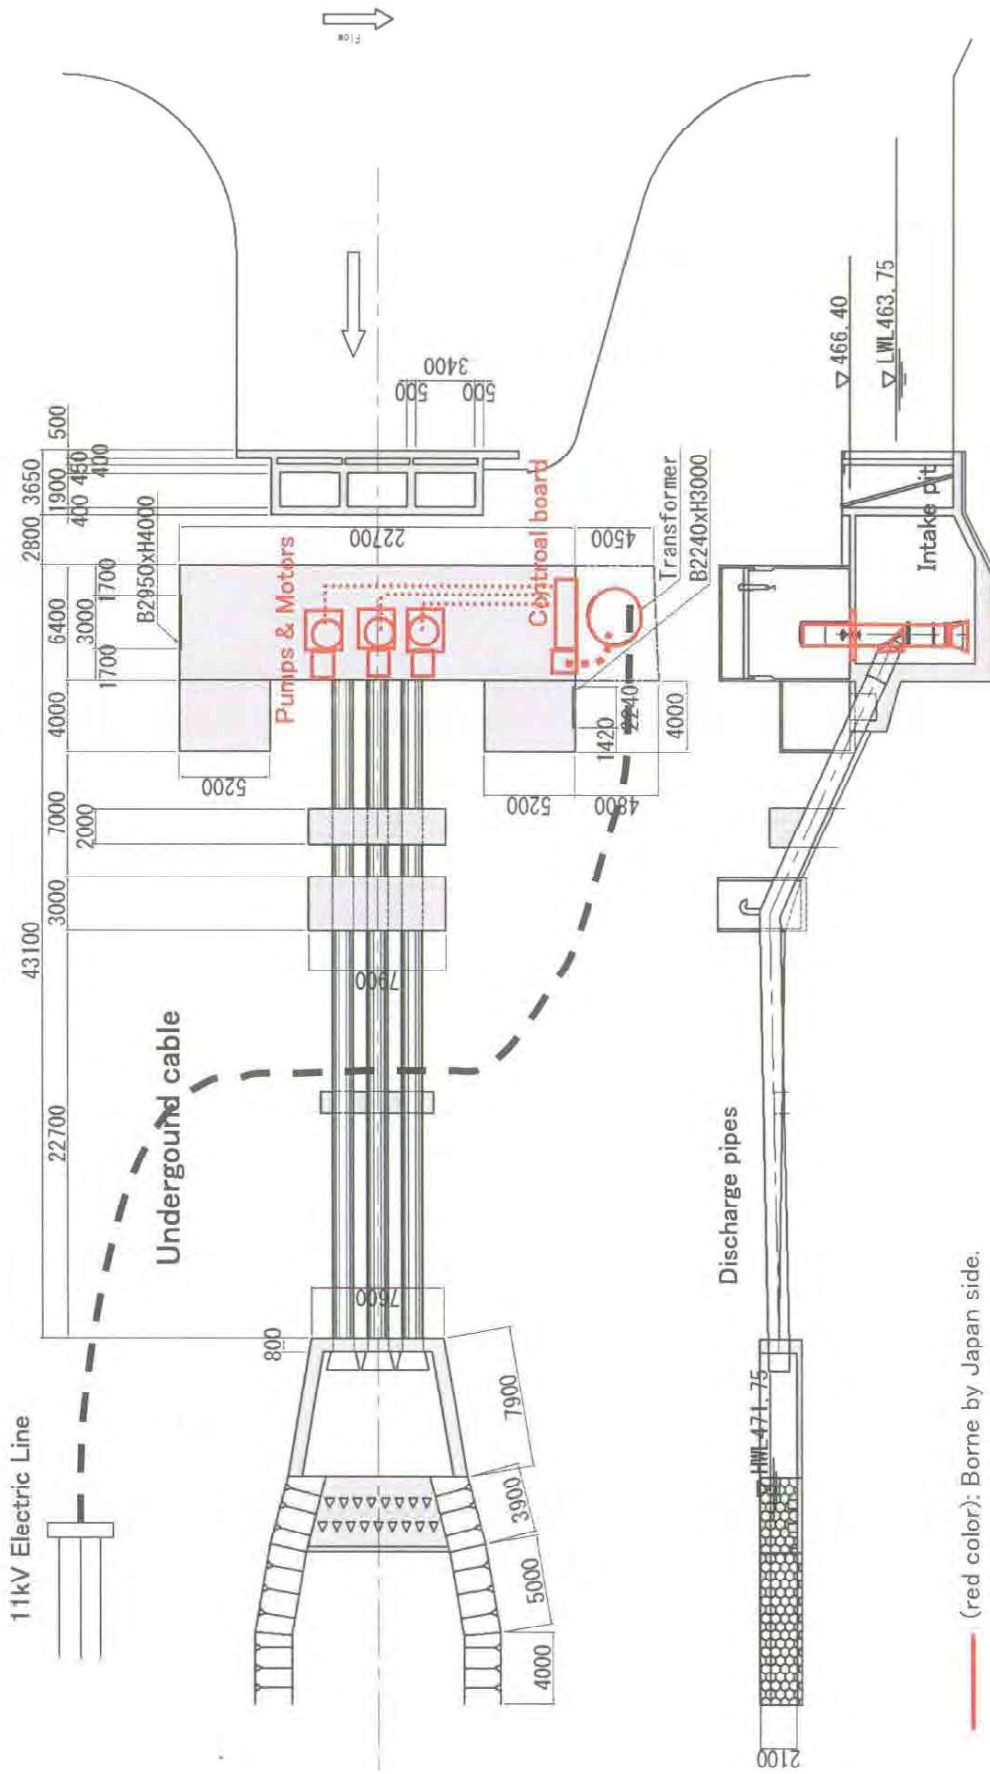 Flow
11kV Electric Line
Undergound cable
43100
22700
3000
7000
2000
4000
6400
1700
3000
1700
2800
3650
400
1900
450
400
500
B2950xH4000
22700
4500
Pumps & Motors
Controal board
Transformer
B2240xH3000
500
3400
500
5200
5200
4800
1420
2240
4000
7900
7600
800
7900
3900
5000
4000
Discharge pipes
Intake pit
▽ 466.40
▽ LWL463.75
HWL471.75
2100
(red color): Borne by Japan side.